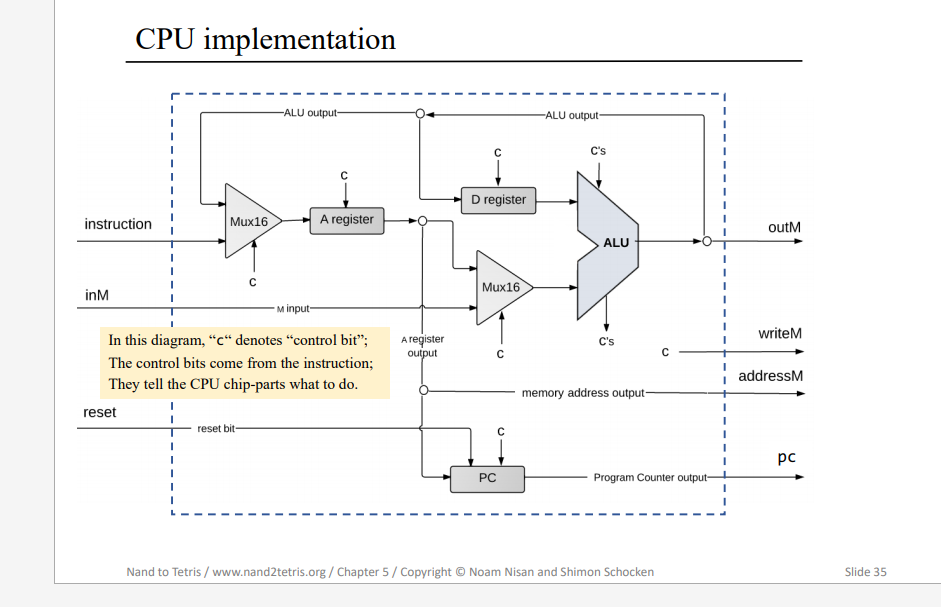 CPU implementation
ALU output
ALU output
c
c's
c
D register
Mux16
A register
instruction
ALU
outM
Mux16
c
inM
M input
writeM
In this diagram, “c“ denotes “control bit”;
The control bits come from the instruction;
They tell the CPU chip-parts what to do.
A register
output
c
c's
c
addressM
memory address output
reset
reset bit
c
pc
PC
Program Counter output
Nand to Tetris / www.nand2tetris.org / Chapter 5 / Copyright © Noam Nisan and Shimon Schocken
Slide 35